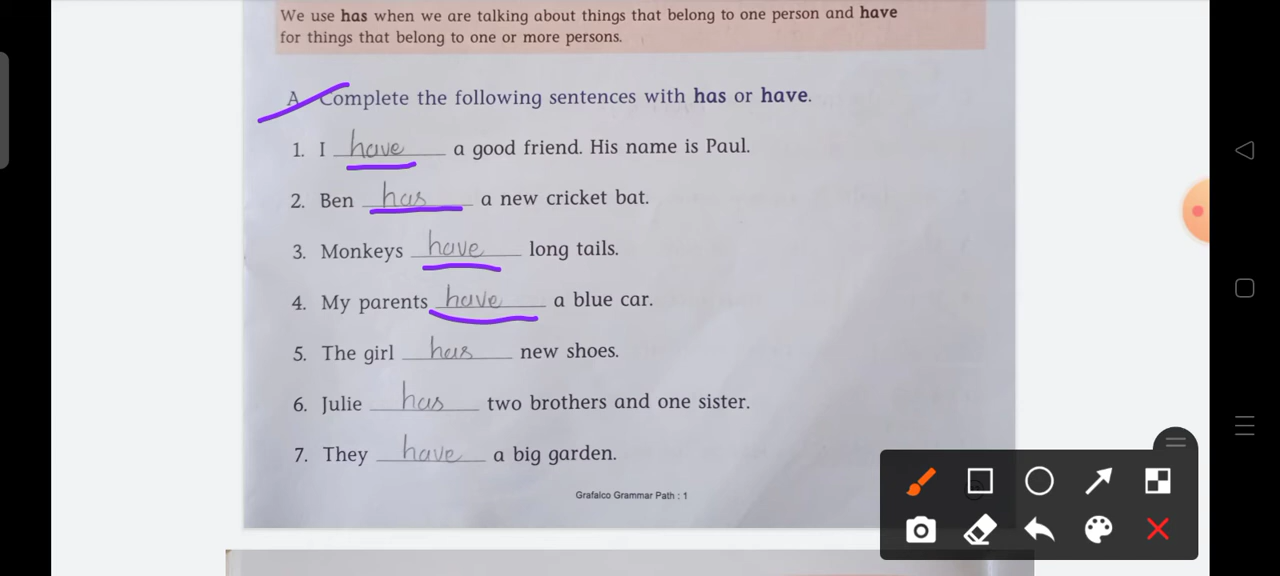 We use has when we are talking about things that belong to one person and have
for things that belong to one or more persons.
A Complete the following sentences with has or have.
1. I have a good friend. His name is Paul.
2. Ben has a new cricket bat.
3. Monkeys have long tails.
4. My parents have a blue car.
5. The girl has new shoes.
6. Julie has two brothers and one sister.
7. They have a big garden.
Grafalco Grammar Path : 1